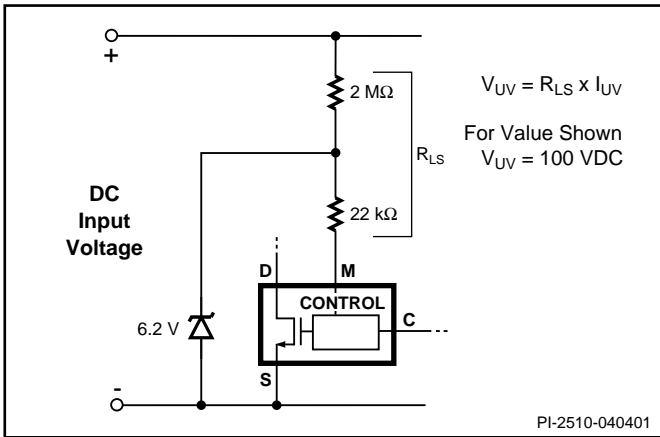 +
2 MΩ
V_UV = R_LS x I_UV
For Value Shown
V_UV = 100 VDC
R_LS
DC
Input
Voltage
22 kΩ
D
M
CONTROL
C
6.2 V
S
-
PI-2510-040401